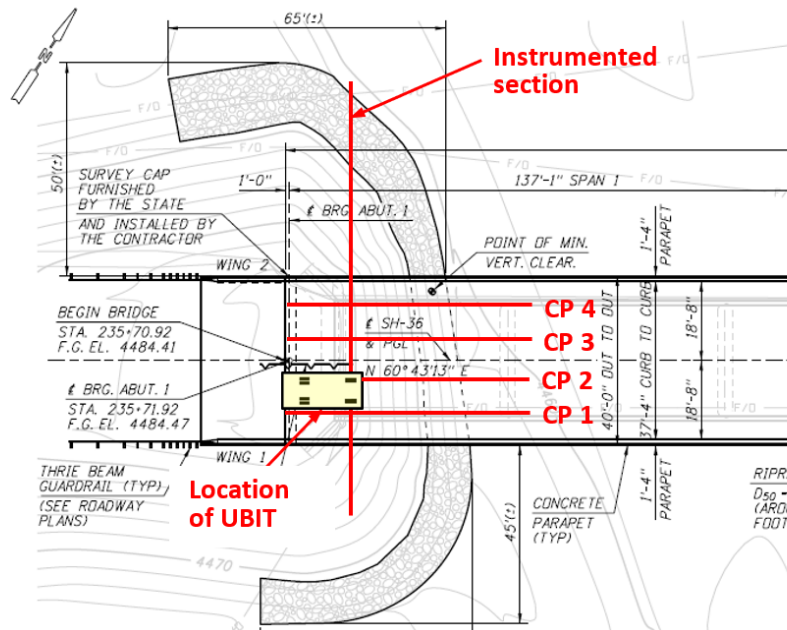 65'(±)
Instrumented
section
N
F/O
F/O
F/O
F/O
50'(±)
SURVEY CAP
FURNISHED
BY THE STATE
AND INSTALLED BY
THE CONTRACTOR
1'-0"
137'-1" SPAN 1
℄ BRG. ABUT. 1
1'-4"
PARAPET
POINT OF MIN.
VERT. CLEAR.
WING 2
BEGIN BRIDGE
STA. 235+70.92
F.G. EL. 4484.41
CP 4
℄ SH-36
& PGL
CP 3
N 60°43'13" E
CP 2
CP 1
40'-0" OUT TO OUT
37'-4" CURB TO CURB
18'-8"
18'-8"
℄ BRG. ABUT. 1
STA. 235+71.92
F.G. EL. 4484.47
WING 1
THRIE BEAM
GUARDRAIL (TYP)
(SEE ROADWAY
PLANS)
Location
of UBIT
CONCRETE
PARAPET
(TYP)
1'-4"
PARAPET
45'(±)
4470
RIPR
D50 -
(ARO
FOOT